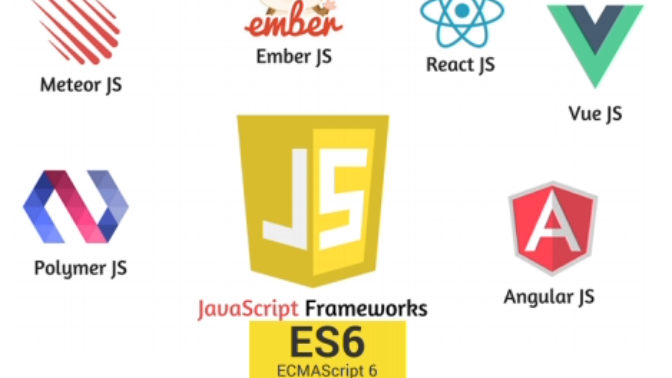 ember
Ember JS
React JS
Meteor JS
Vue JS
JS
A
Polymer JS
Angular JS
JavaScript Frameworks
ES6
ECMAScript 6